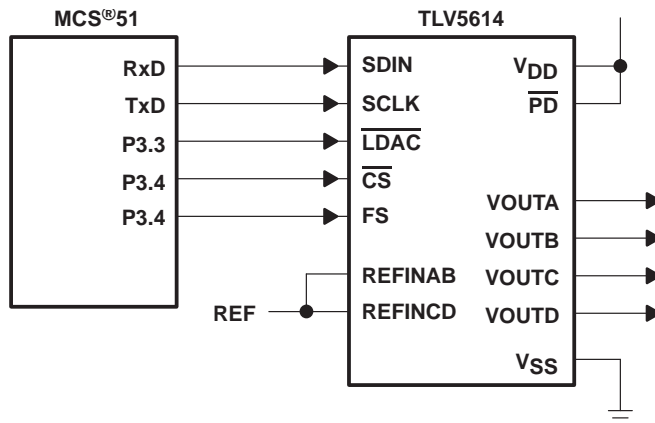 MCS®51
TLV5614
RxD
TxD
P3.3
P3.4
P3.4
SDIN
SCLK
LDAC
CS
FS
REFINAB
REFINCD
REF
VDD
PD
VOUTA
VOUTB
VOUTC
VOUTD
VSS